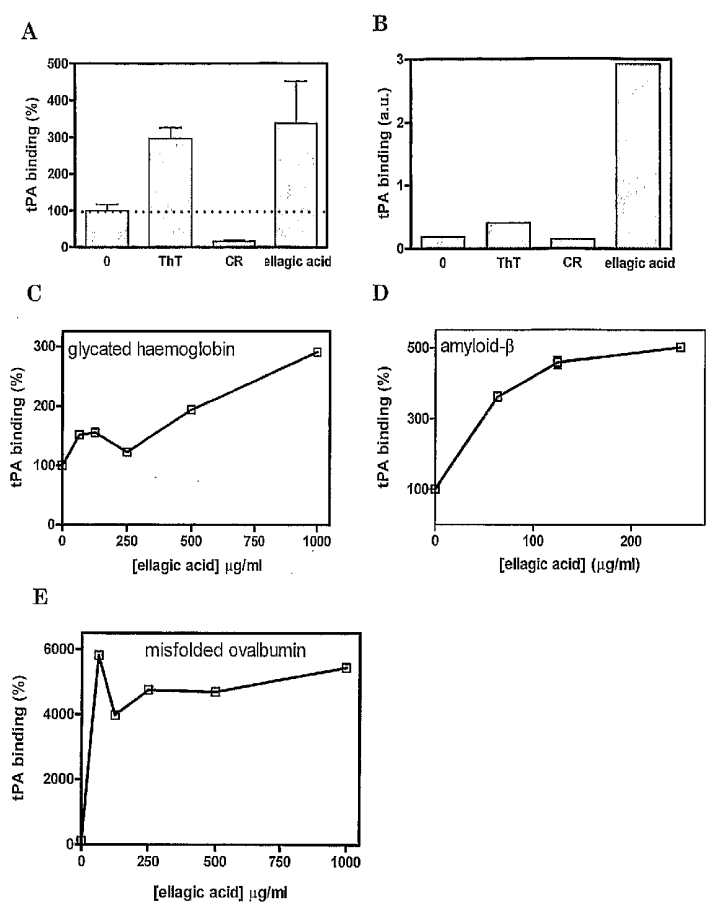 A
B
tPA binding (%)
500
400
300
200
100
0
0 ThT CR ellagic acid
tPA binding (a.u.)
3
2
1
0
0 ThT CR ellagic acid
C
D
glycated haemoglobin
tPA binding (%)
300
200
100
0
0 250 500 750 1000
[ellagic acid] μg/ml
amyloid-β
tPA binding (%)
500
300
100
0 100 200
[ellagic acid] (μg/ml)
E
misfolded ovalbumin
tPA binding (%)
6000
4000
2000
0
0 250 500 750 1000
[ellagic acid] μg/ml